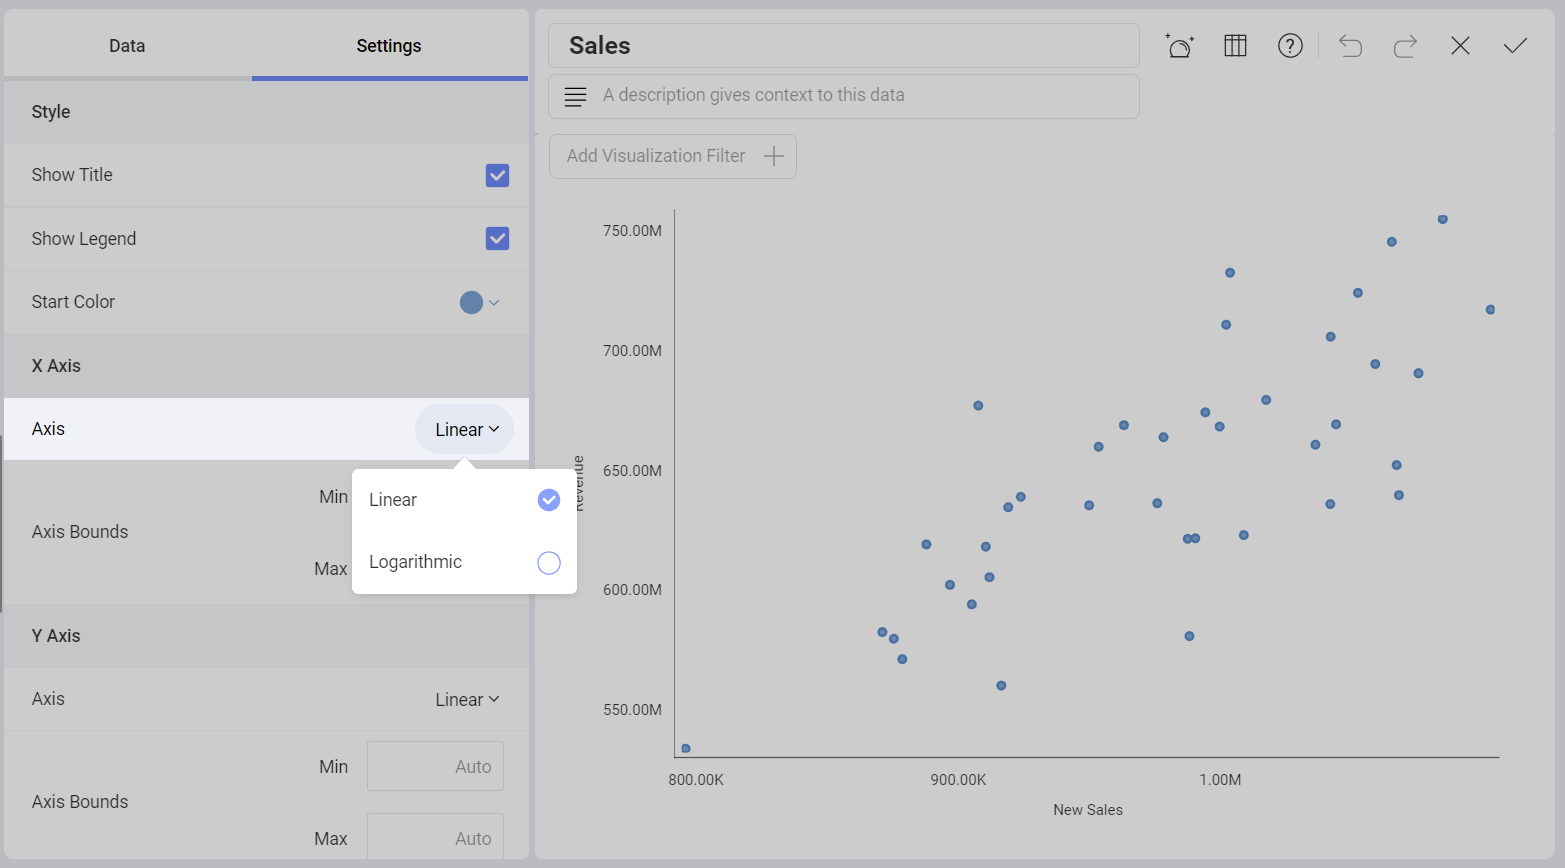 Data
Settings
Style
Show Title
Show Legend
Start Color
X Axis
Axis
Linear
Linear
Logarithmic
Axis Bounds
Min
Max
Y Axis
Axis
Linear
Axis Bounds
Min
Auto
Max
Auto
Sales
A description gives context to this data
Add Visualization Filter
750.00M
700.00M
650.00M
600.00M
550.00M
Revenue
800.00K
900.00K
1.00M
New Sales